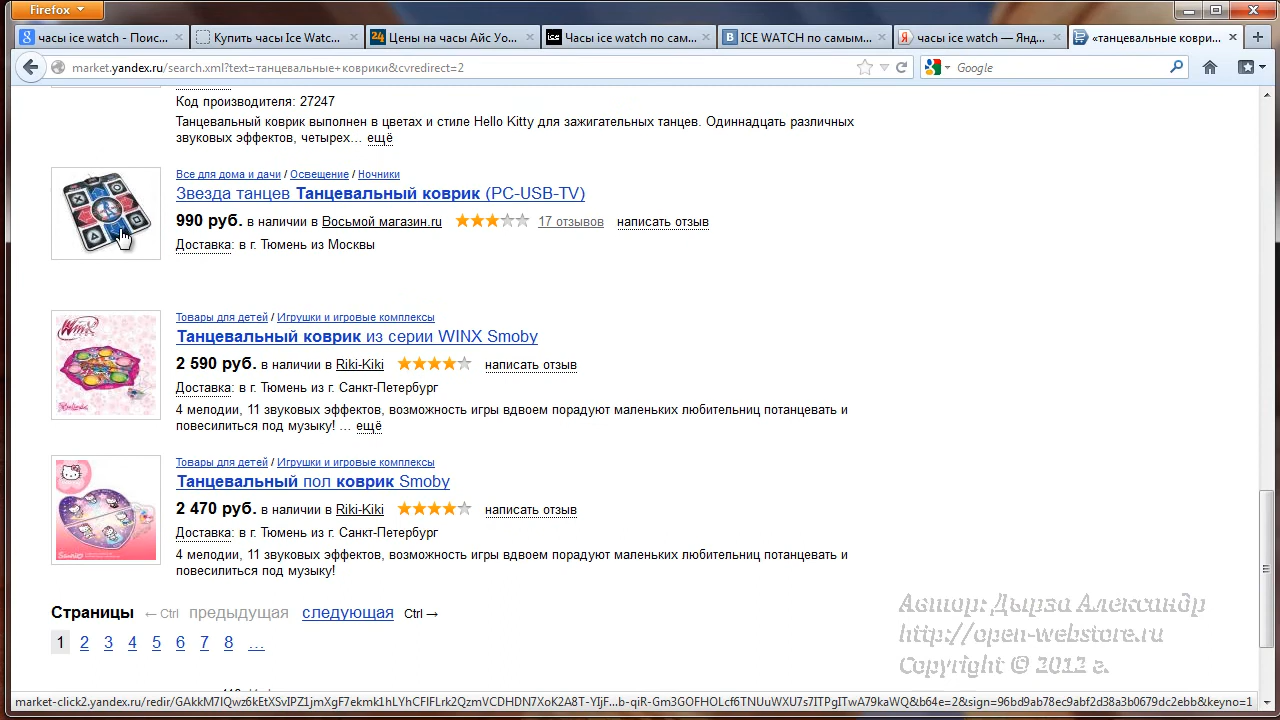 Firefox
часы ice watch - Поис...
Купить часы Ice Watc...
Цены на часы Айс Уо...
Часы ice watch по сам...
ICE WATCH по самым...
часы ice watch — Янд...
«танцевальные коври...
market.yandex.ru/search.xml?text=танцевальные+коврики&cvredirect=2
Google
Код производителя: 27247
Танцевальный коврик выполнен в цветах и стиле Hello Kitty для зажигательных танцев. Одиннадцать различных
звуковых эффектов, четырех... ещё
Все для дома и дачи / Освещение / Ночники
Звезда танцев Танцевальный коврик (PC-USB-TV)
990 руб. в наличии в Восьмой магазин.ru 17 отзывов написать отзыв
Доставка: в г. Тюмень из Москвы
Товары для детей / Игрушки и игровые комплексы
Танцевальный коврик из серии WINX Smoby
2 590 руб. в наличии в Riki-Kiki написать отзыв
Доставка: в г. Тюмень из г. Санкт-Петербург
4 мелодии, 11 звуковых эффектов, возможность игры вдвоем порадуют маленьких любительниц потанцевать и
повесилиться под музыку! ... ещё
Товары для детей / Игрушки и игровые комплексы
Танцевальный пол коврик Smoby
2 470 руб. в наличии в Riki-Kiki написать отзыв
Доставка: в г. Тюмень из г. Санкт-Петербург
4 мелодии, 11 звуковых эффектов, возможность игры вдвоем порадуют маленьких любительниц потанцевать и
повесилиться под музыку!
Страницы ← Ctrl предыдущая следующая Ctrl →
1 2 3 4 5 6 7 8 ...
Автор: Дырза Александр
http://open-webstore.ru
Copyright © 2012 г.